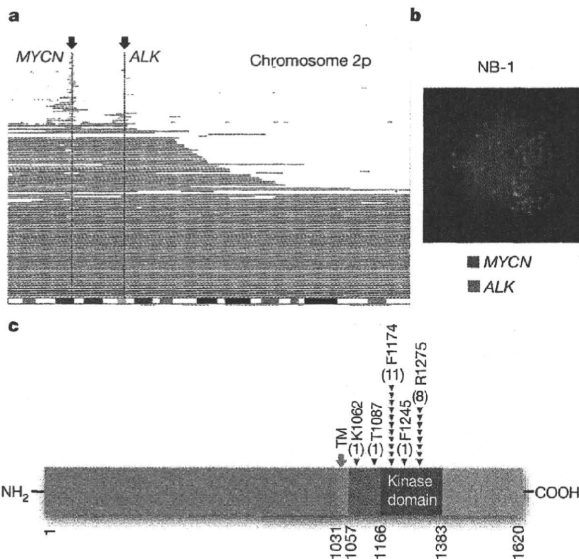 a
MYCN
ALK
Chromosome 2p
b
NB-1
MYCN
ALK
c
TM
(1) K1062
(1) T1087
(11) F1174
(1) F1245
(8) R1275
NH2
Kinase
domain
COOH
1
1031
1057
1166
1383
1620